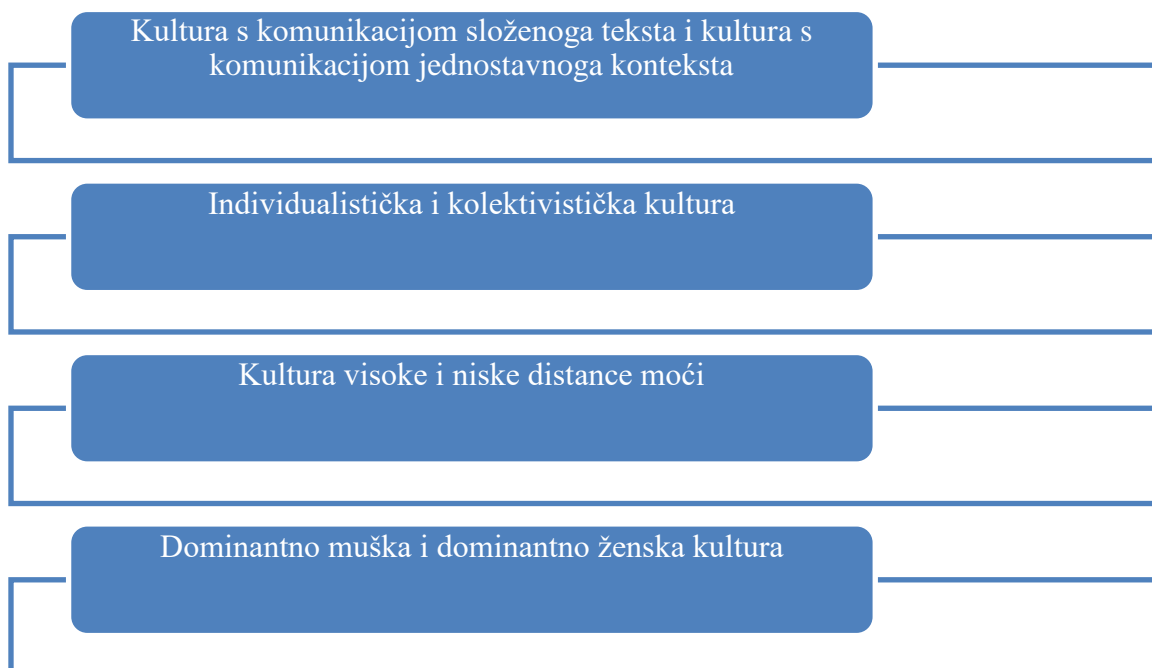 Kultura s komunikacijom složenoga teksta i kultura s
komunikacijom jednostavnoga konteksta
Individualistička i kolektivistička kultura
Kultura visoke i niske distance moći
Dominantno muška i dominantno ženska kultura